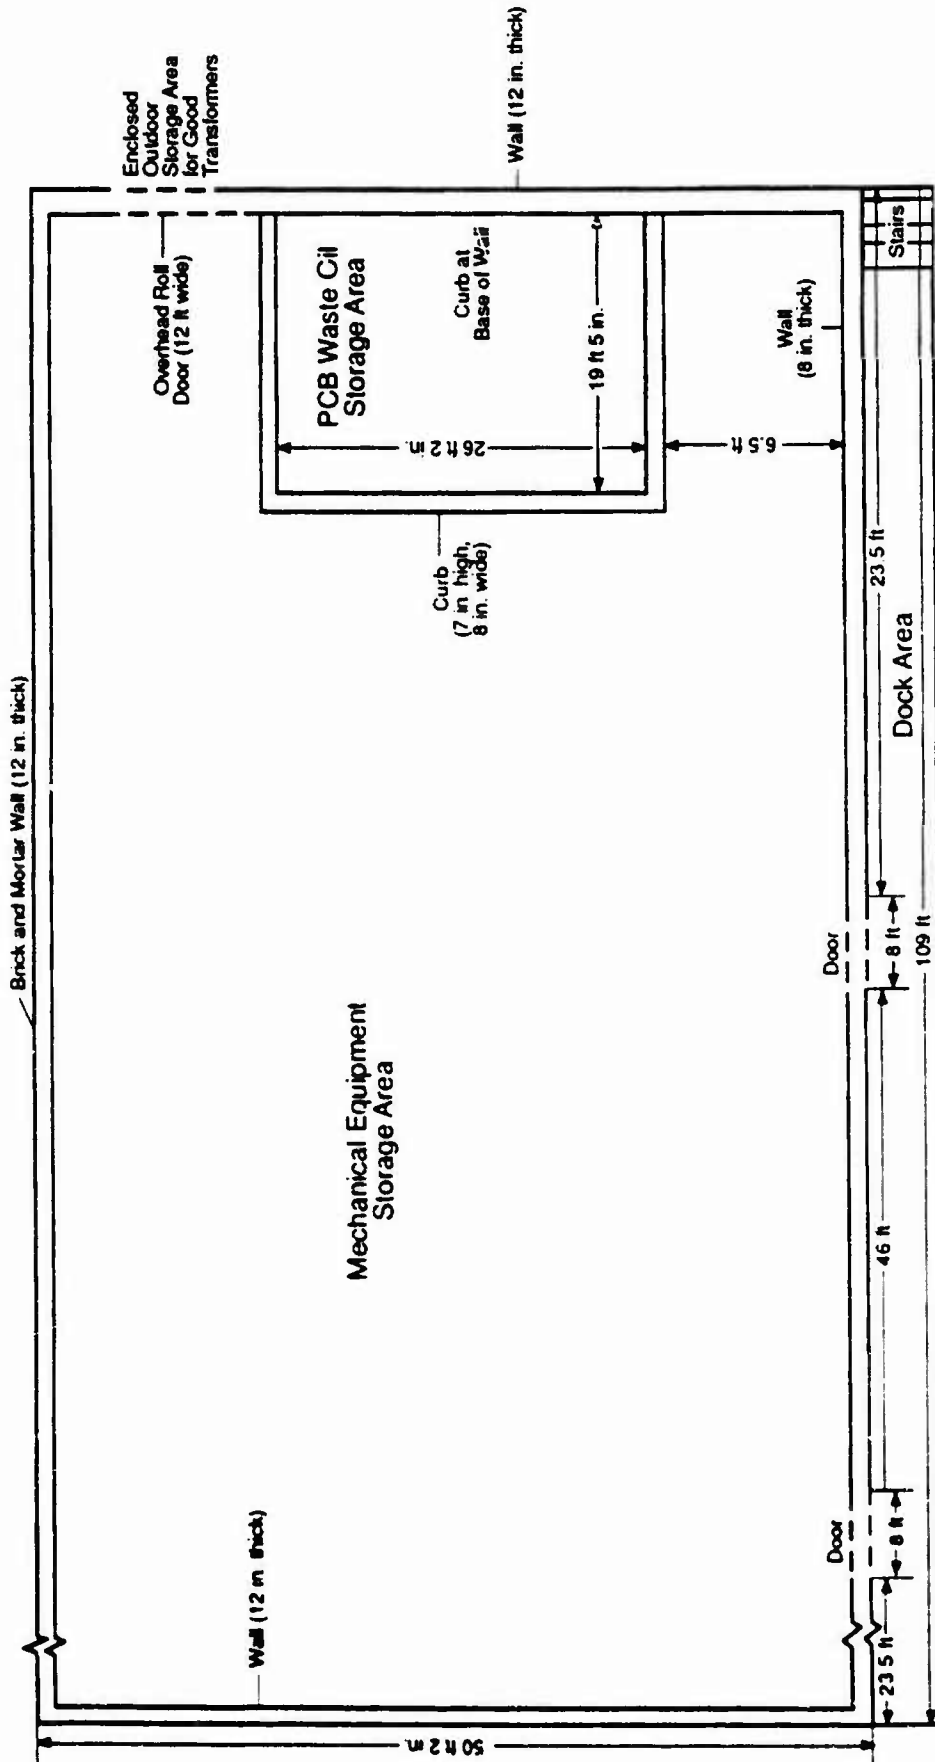 Brick and Mortar Wall (12 in. thick)
Enclosed
Outdoor
Storage Area
for Good
Transformers
Overhead Roll
Door (12 ft wide)
PCB Waste Oil
Storage Area
Curb at
Base of Wall
Wall (12 in. thick)
26 ft 2 in.
19 ft 5 in.
Curb
(7 in high,
8 in. wide)
6.5 ft
Wall
(8 in. thick)
Stairs
Mechanical Equipment
Storage Area
Wall (12 in thick)
Door
Door
23.5 ft
8 ft
46 ft
8 ft
23.5 ft
Dock Area
109 ft
50 ft 2 in.